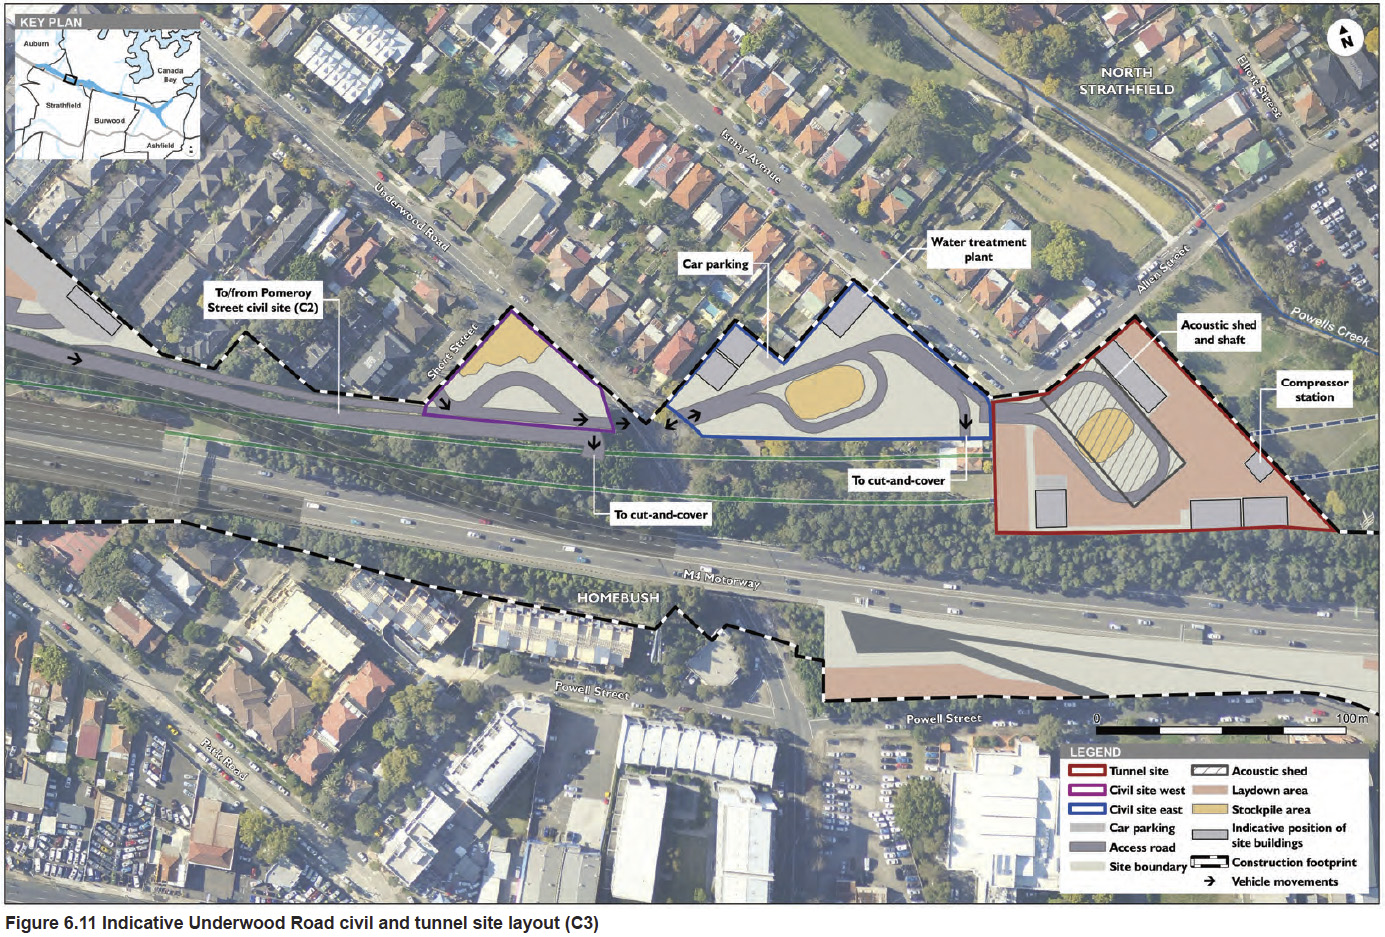 KEY PLAN
Auburn
Canada
Bay
Strathfield
Burwood
Ashfield
N
NORTH
STRATHFIELD
Elliott Street
Ismay Avenue
Underwood Road
Water treatment
plant
Car parking
Allen Street
Powells Creek
To/from Pomeroy
Street civil site (C2)
Short Street
Acoustic shed
and shaft
Compressor
station
To cut-and-cover
To cut-and-cover
M4 Motorway
HOMEBUSH
Powell Street
Powell Street
Park Road
0
100 m
LEGEND
Tunnel site
Civil site west
Civil site east
Car parking
Access road
Site boundary
Acoustic shed
Laydown area
Stockpile area
Indicative position of
site buildings
Construction footprint
Vehicle movements
Figure 6.11 Indicative Underwood Road civil and tunnel site layout (C3)